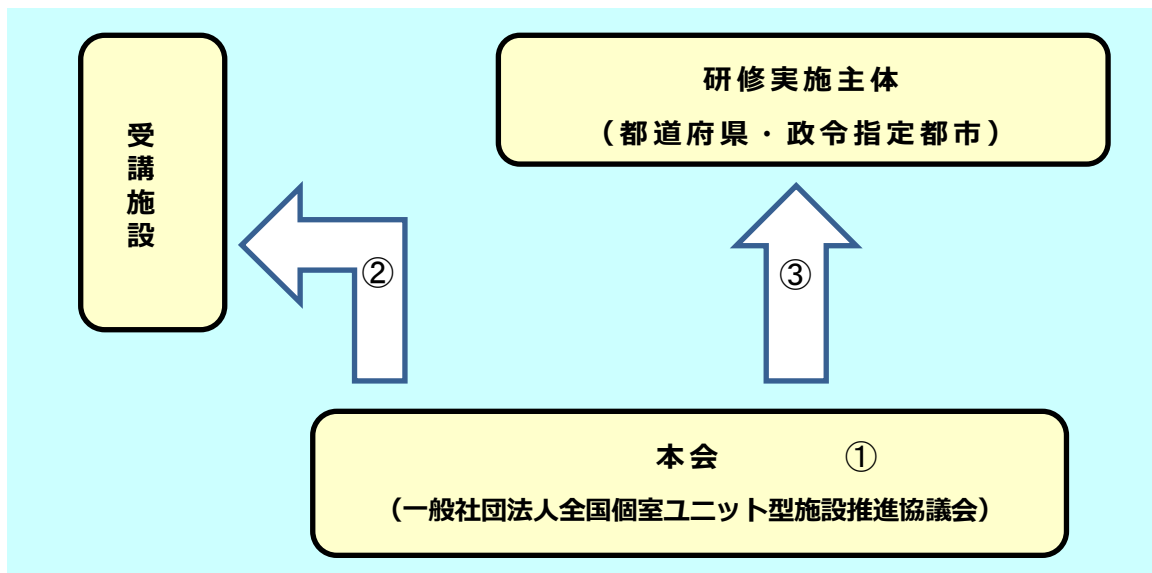 受講施設
研修実施主体
（都道府県・政令指定都市）
②
③
本会 ①
（一般社団法人全国個室ユニット型施設推進協議会）